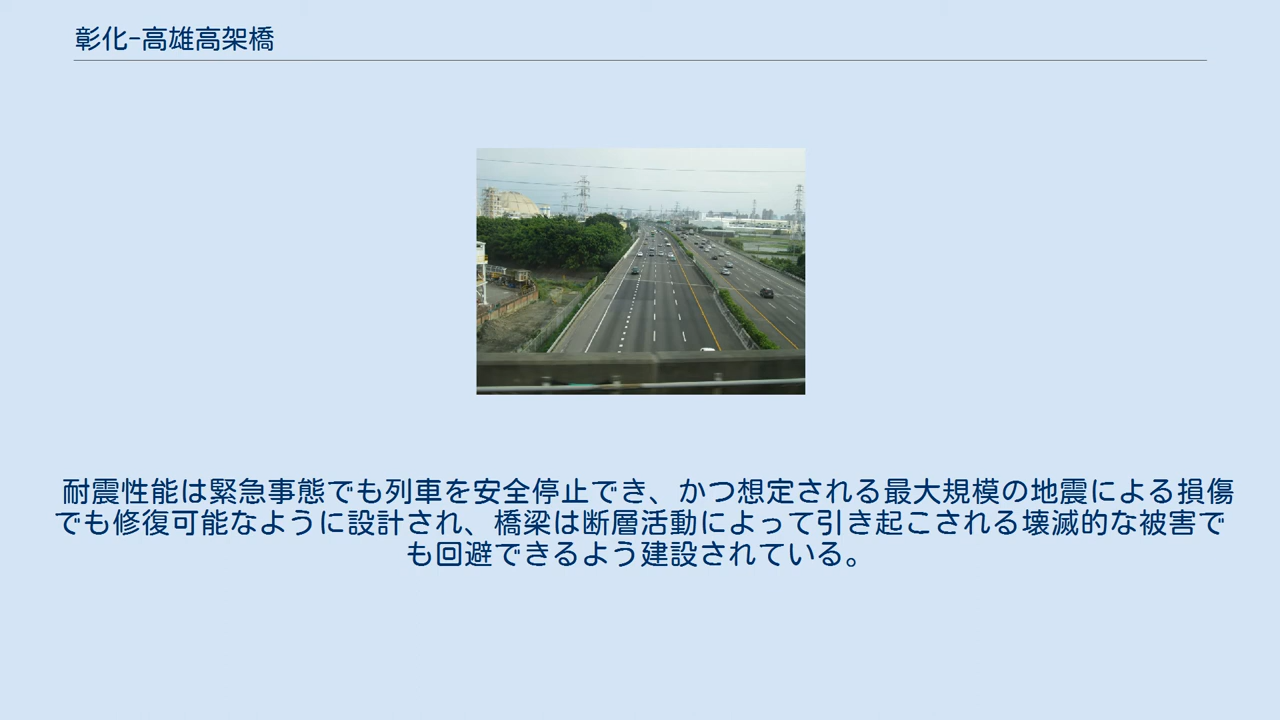 彰化-高雄高架橋
耐震性能は緊急事態でも列車を安全停止でき、かつ想定される最大規模の地震による損傷
でも修復可能なように設計され、橋梁は断層活動によって引き起こされる壊滅的な被害で
も回避できるよう建設されている。